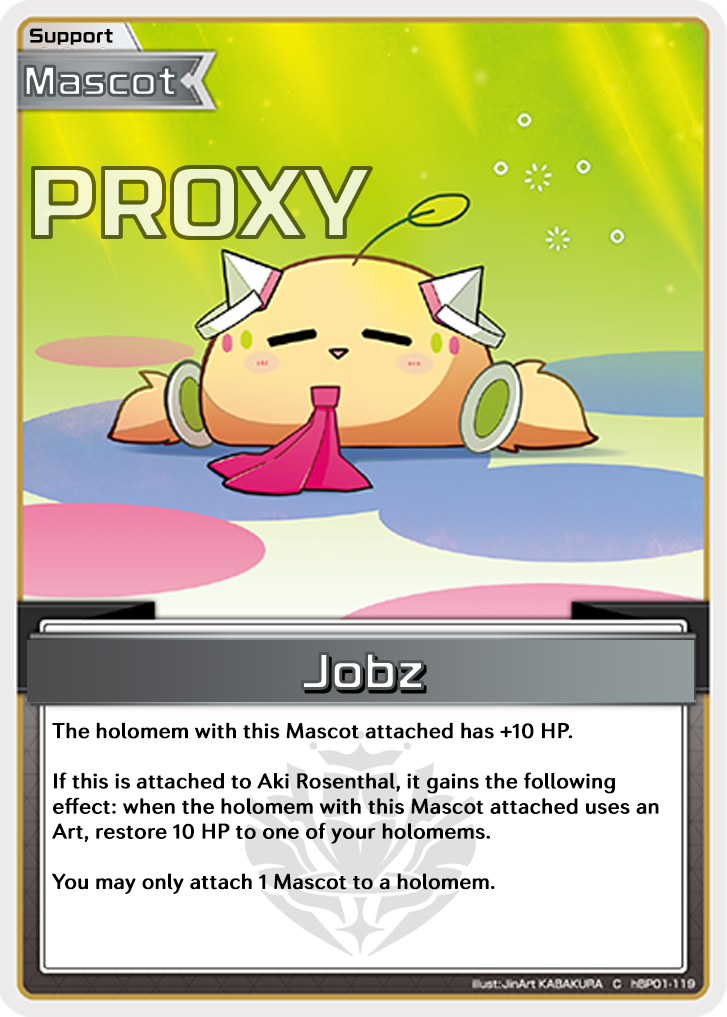 Support
Mascot
PROXY
Jobz
The holomem with this Mascot attached has +10 HP.
If this is attached to Aki Rosenthal, it gains the following
effect: when the holomem with this Mascot attached uses an
Art, restore 10 HP to one of your holomems.
You may only attach 1 Mascot to a holomem.
illust:JinArt KABAKURA C hBP01-119